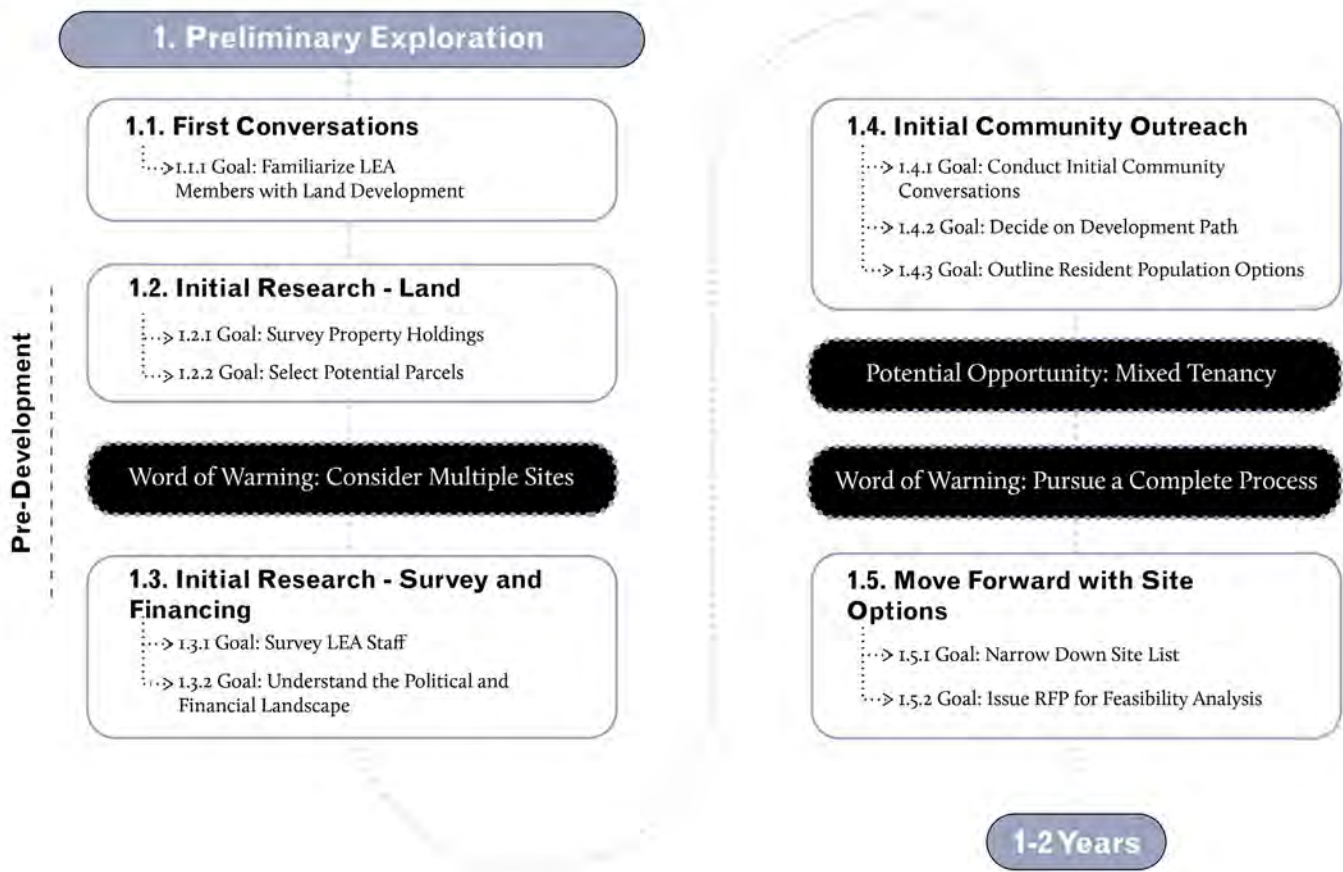 1. Preliminary Exploration
1.1. First Conversations
1.1.1 Goal: Familiarize LEA
Members with Land Development
Pre-Development
1.2. Initial Research - Land
1.2.1 Goal: Survey Property Holdings
1.2.2 Goal: Select Potential Parcels
Word of Warning: Consider Multiple Sites
1.3. Initial Research - Survey and
Financing
1.3.1 Goal: Survey LEA Staff
1.3.2 Goal: Understand the Political and
Financial Landscape
1.4. Initial Community Outreach
1.4.1 Goal: Conduct Initial Community
Conversations
1.4.2 Goal: Decide on Development Path
1.4.3 Goal: Outline Resident Population Options
Potential Opportunity: Mixed Tenancy
Word of Warning: Pursue a Complete Process
1.5. Move Forward with Site
Options
1.5.1 Goal: Narrow Down Site List
1.5.2 Goal: Issue RFP for Feasibility Analysis
1-2 Years